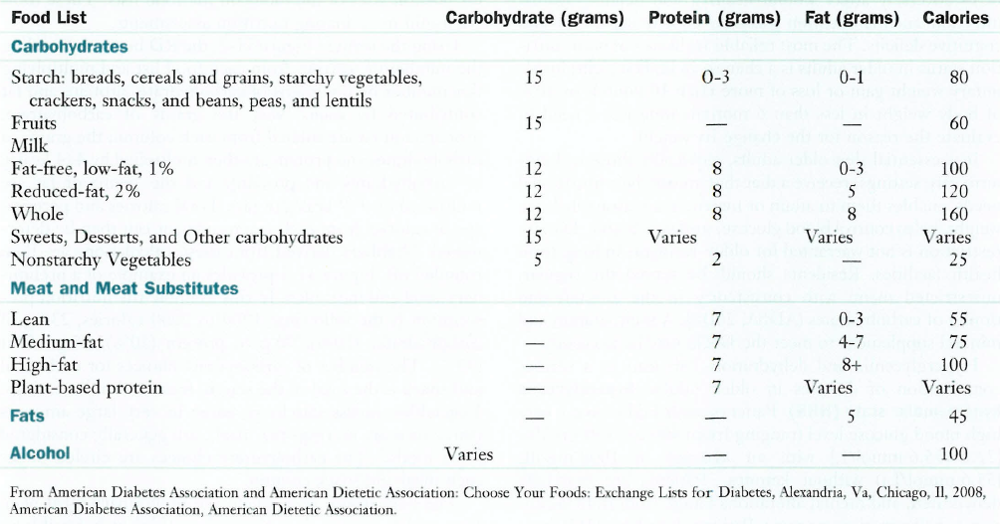 Food List Carbohydrate (grams) Protein (grams) Fat (grams) Calories
Carbohydrates
Starch: breads, cereals and grains, starchy vegetables, 15 0-3 0-1 80
crackers, snacks, and beans, peas, and lentils
Fruits 15 — — 60
Milk
Fat-free, low-fat, 1% 12 8 0-3 100
Reduced-fat, 2% 12 8 5 120
Whole 12 8 8 160
Sweets, Desserts, and Other carbohydrates 15 Varies Varies Varies
Nonstarchy Vegetables 5 2 — 25
Meat and Meat Substitutes
Lean — 7 0-3 55
Medium-fat — 7 4-7 75
High-fat — 7 8+ 100
Plant-based protein — 7 Varies Varies
Fats — — 5 45
Alcohol Varies — — 100
From American Diabetes Association and American Dietetic Association: Choose Your Foods: Exchange Lists for Diabetes, Alexandria, Va, Chicago, Il, 2008,
American Diabetes Association, American Dietetic Association.